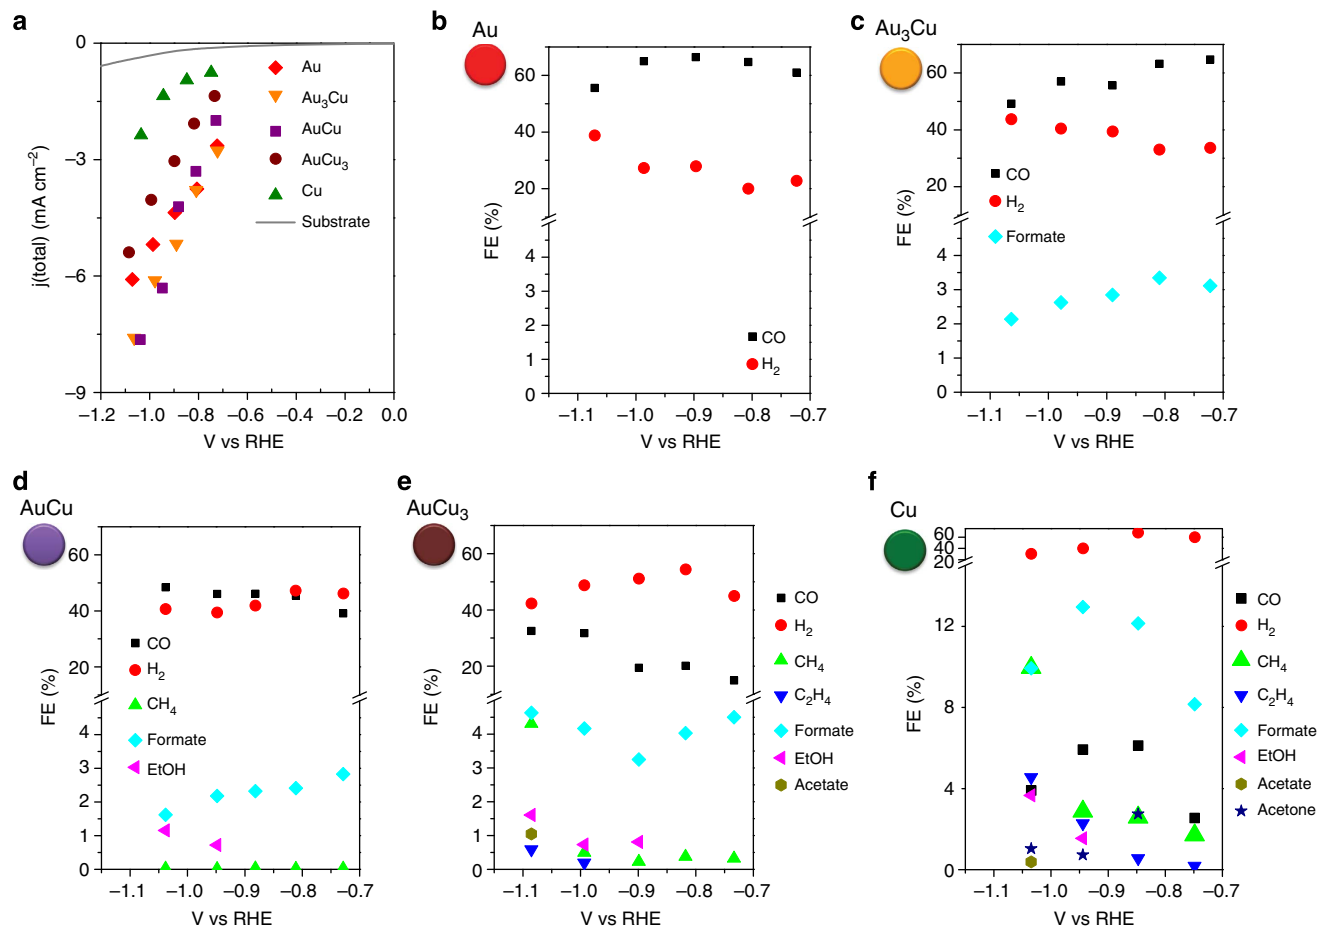 a
0
−3
−6
−9
j(total) (mA cm−2)
Au
Au3Cu
AuCu
AuCu3
Cu
Substrate
−1.2 −1.0 −0.8 −0.6 −0.4 −0.2 0.0
V vs RHE
b
Au
60
40
20
4
3
2
1
0
FE (%)
CO
H2
−1.1 −1.0 −0.9 −0.8 −0.7
V vs RHE
c
Au3Cu
60
40
20
4
3
2
1
0
FE (%)
CO
H2
Formate
−1.1 −1.0 −0.9 −0.8 −0.7
V vs RHE
d
AuCu
60
40
20
4
3
2
1
0
FE (%)
CO
H2
CH4
Formate
EtOH
−1.1 −1.0 −0.9 −0.8 −0.7
V vs RHE
e
AuCu3
60
40
20
4
3
2
1
0
FE (%)
CO
H2
CH4
C2H4
Formate
EtOH
Acetate
−1.1 −1.0 −0.9 −0.8 −0.7
V vs RHE
f
Cu
60
40
20
12
8
4
0
FE (%)
CO
H2
CH4
C2H4
Formate
EtOH
Acetate
Acetone
−1.1 −1.0 −0.9 −0.8 −0.7
V vs RHE